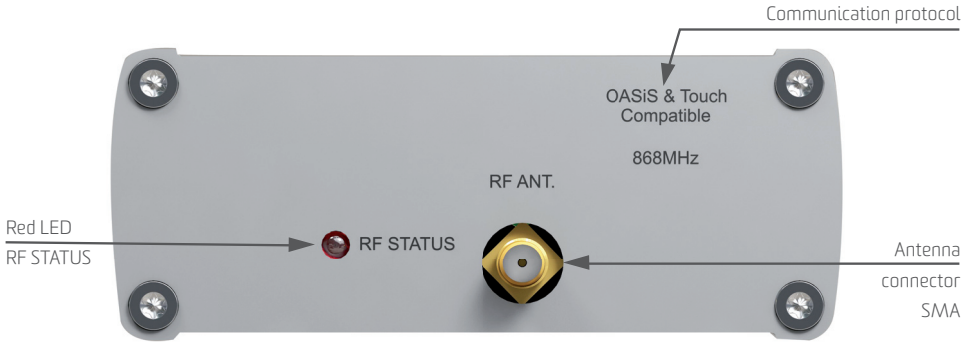 Communication protocol
OASiS & Touch
Compatible
868MHz
RF ANT.
Red LED
RF STATUS
RF STATUS
Antenna
connector
SMA